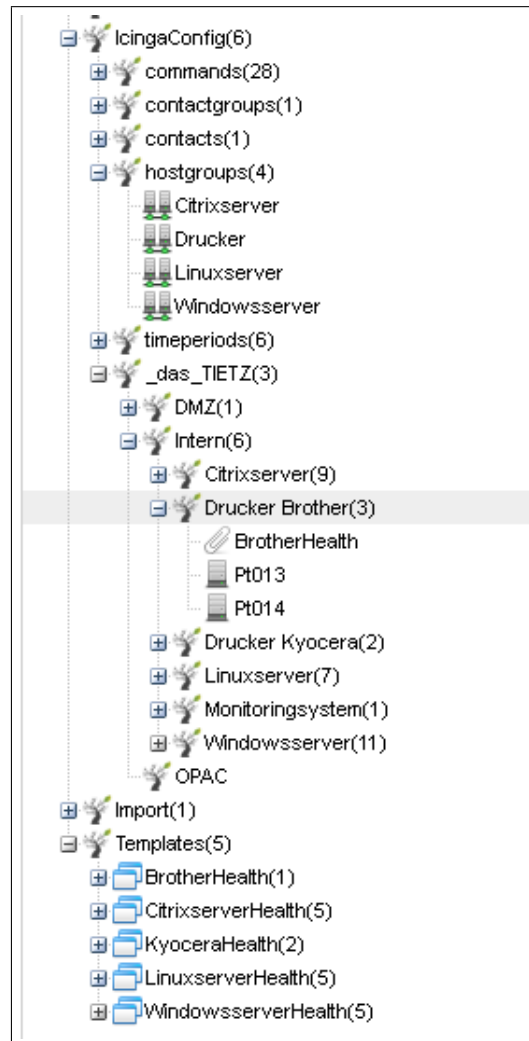 IcingaConfig(6)
commands(28)
contactgroups(1)
contacts(1)
hostgroups(4)
Citrixserver
Drucker
Linuxserver
Windowsserver
timeperiods(6)
_das_TIETZ(3)
DMZ(1)
Intern(6)
Citrixserver(9)
Drucker Brother(3)
BrotherHealth
Pt013
Pt014
Drucker Kyocera(2)
Linuxserver(7)
Monitoringsystem(1)
Windowsserver(11)
OPAC
Import(1)
Templates(5)
BrotherHealth(1)
CitrixserverHealth(5)
KyoceraHealth(2)
LinuxserverHealth(5)
WindowsserverHealth(5)